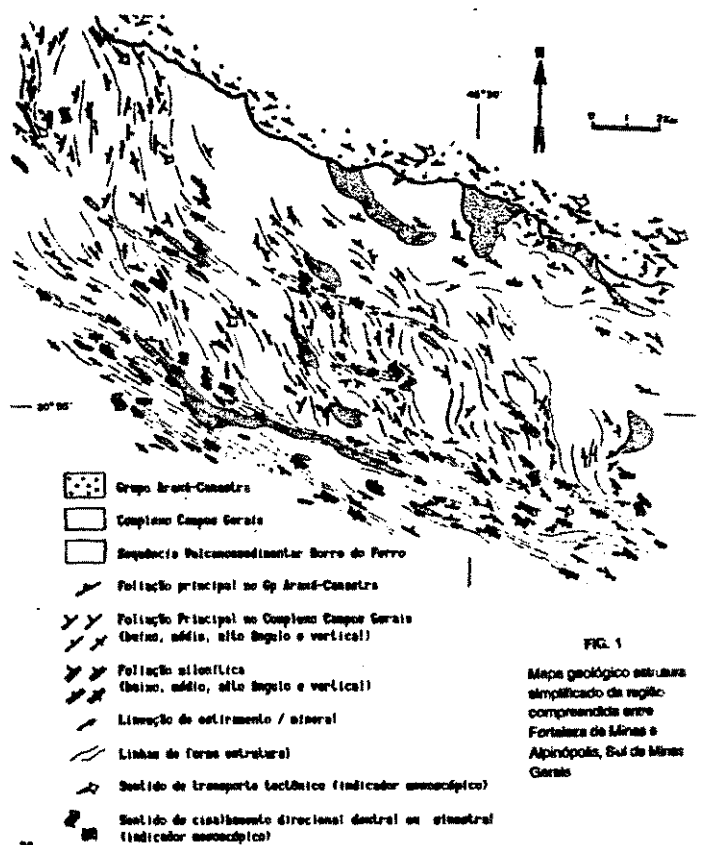 N
46°30'
0 1 2Km
20°55'
Grupo Araxá-Canastra
Complexo Campos Gerais
Sequência Vulcanossedimentar Morro do Ferro
Foliação principal no Gp Araxá-Canastra
Foliação Principal no Complexo Campos Gerais
(baixo, médio, alto ângulo e vertical)
Foliação milonítica
(baixo, médio, alto ângulo e vertical)
Lineação de estiramento / mineral
Linhas de forma estrutural
Sentido de transporte tectônico (indicador mesoscópico)
Sentido de cisalhamento direcional dextral ou sinistral
(indicador mesoscópico)
FIG. 1
Mapa geológico estrutura
simplificado da região
compreendida entre
Fortaleza de Minas e
Alpinópolis, Sul de Minas
Gerais